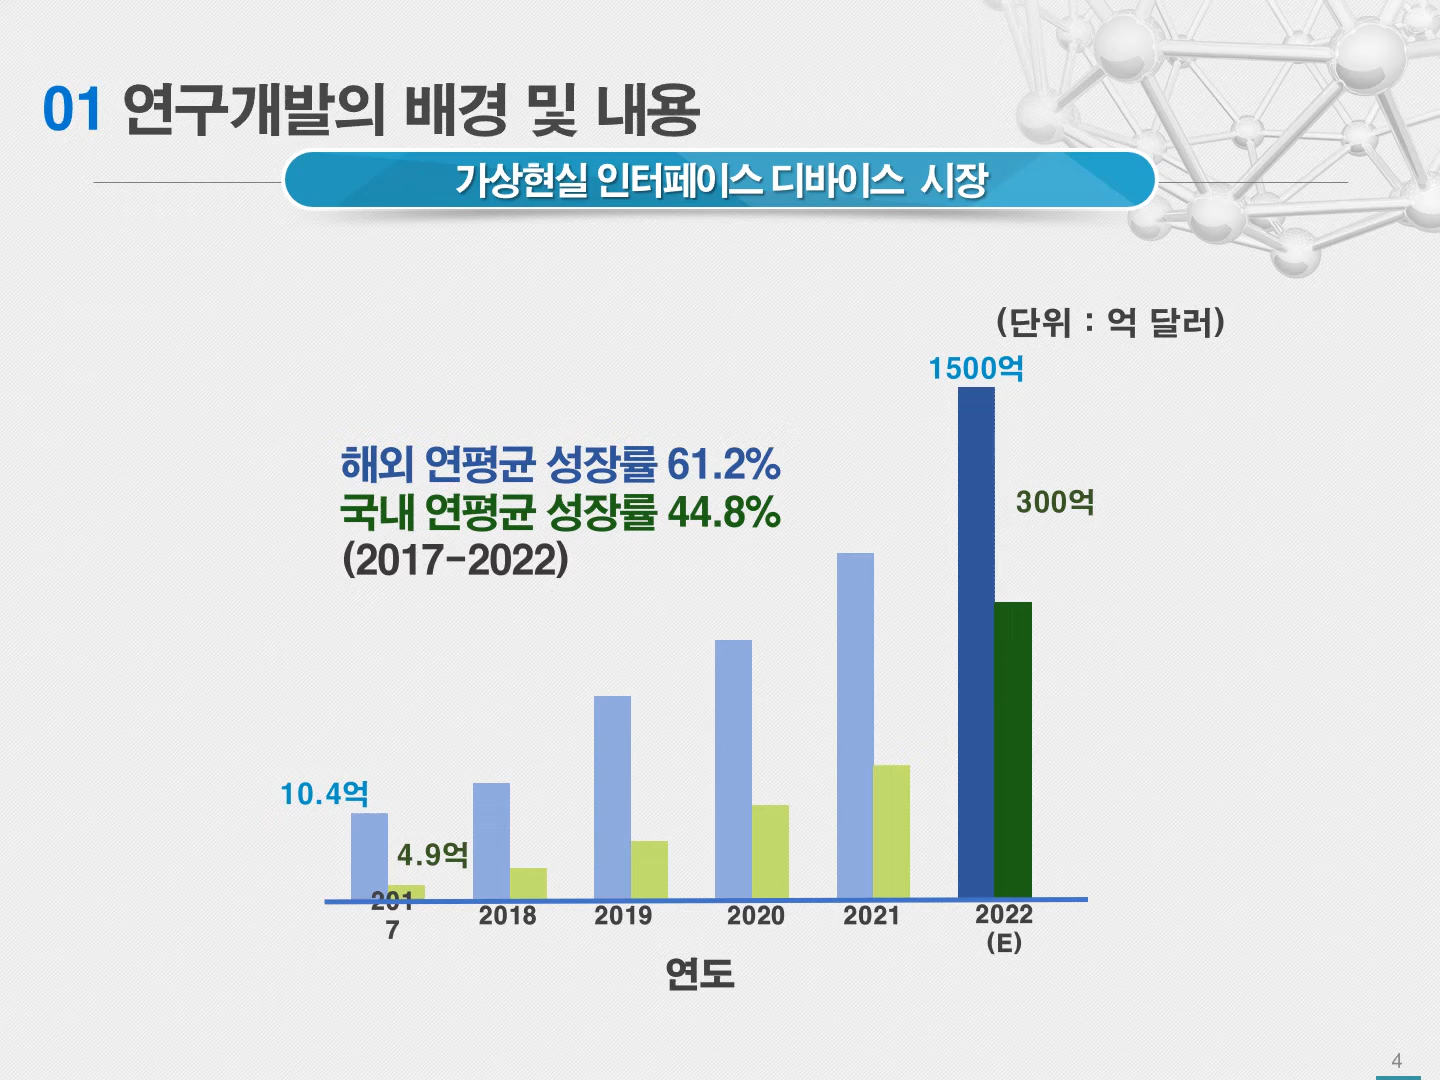 01 연구개발의 배경 및 내용
가상현실 인터페이스 디바이스 시장
(단위 : 억 달러)
1500억
해외 연평균 성장률 61.2%
국내 연평균 성장률 44.8%
(2017-2022)
300억
10.4억
4.9억
201
7
2018
2019
2020
2021
2022
(E)
연도
4